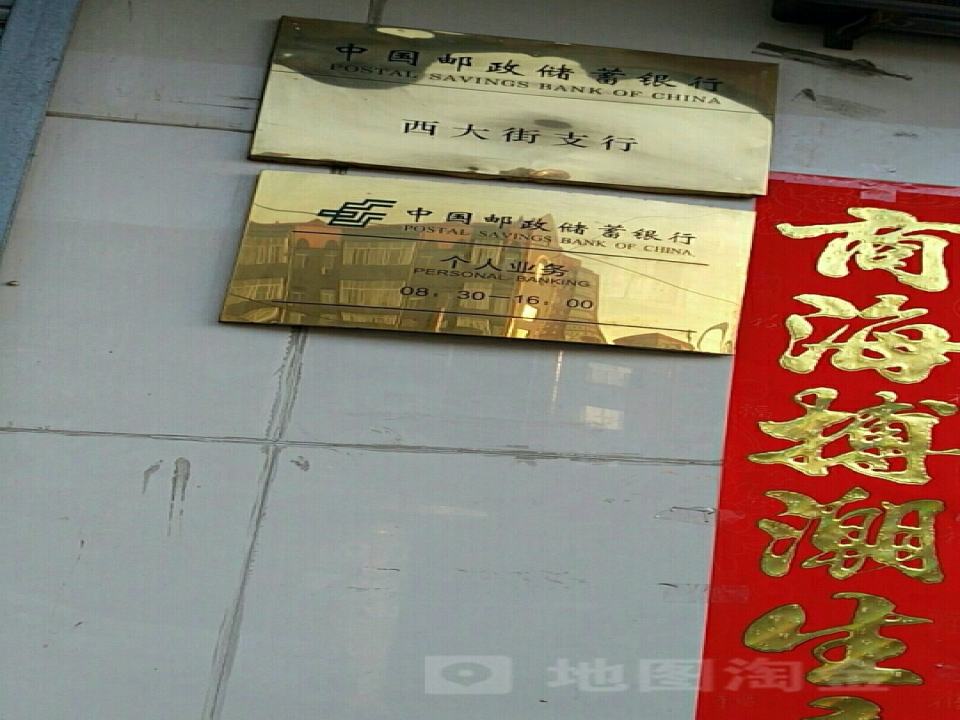 中国邮政储蓄银行
POSTAL SAVINGS BANK OF CHINA
西大街支行
中国邮政储蓄银行
POSTAL SAVINGS BANK OF CHINA.
个人业务
PERSONAL BANKING
08：30—16：00
商海搏潮生
地图淘金